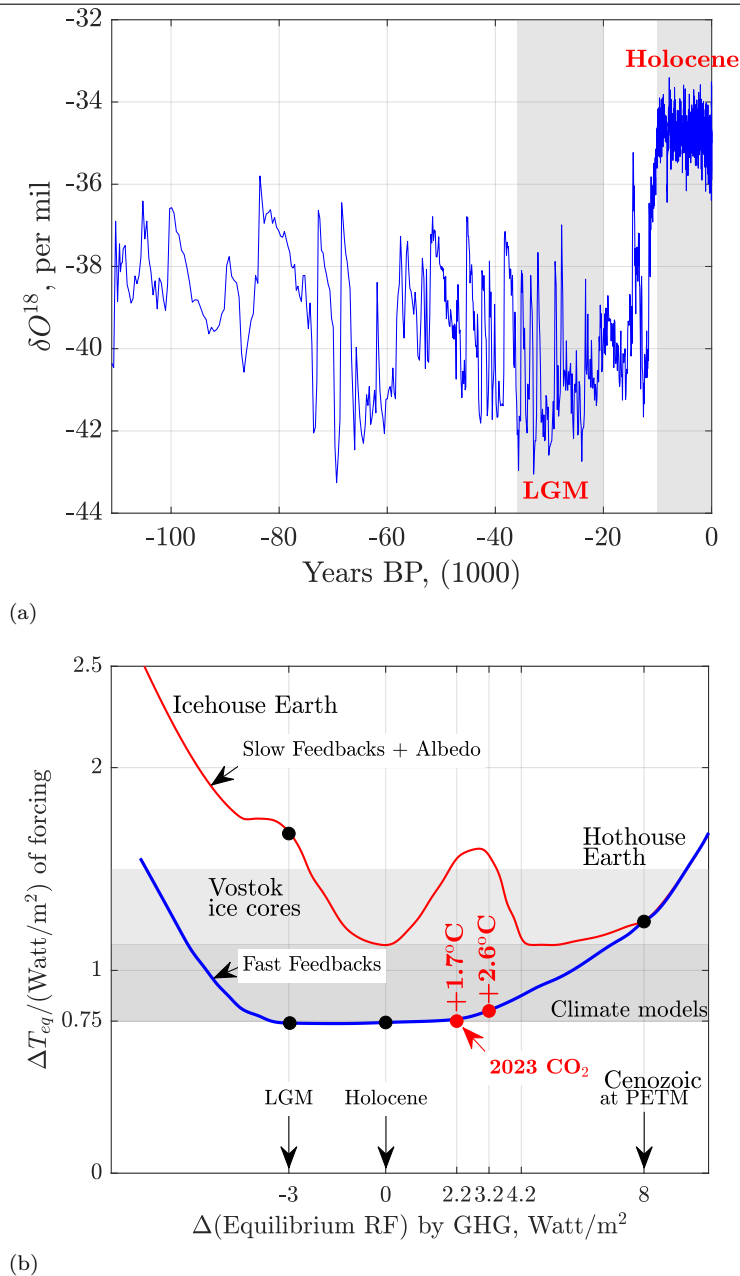 Holocene
-34
-36
-38
-40
-42
-44
δO¹⁸, per mil
LGM
-100
-80
-60
-40
-20
0
Years BP, (1000)
(a)
2.5
2
1
0.75
0
ΔT_eq/(Watt/m²) of forcing
Icehouse Earth
Slow Feedbacks + Albedo
Hothouse
Earth
Vostok
ice cores
+1.7°C
+2.6°C
Fast Feedbacks
Climate models
2023 CO₂
Cenozoic
at PETM
LGM
Holocene
-3
0
2.2
3.2
4.2
8
Δ(Equilibrium RF) by GHG, Watt/m²
(b)